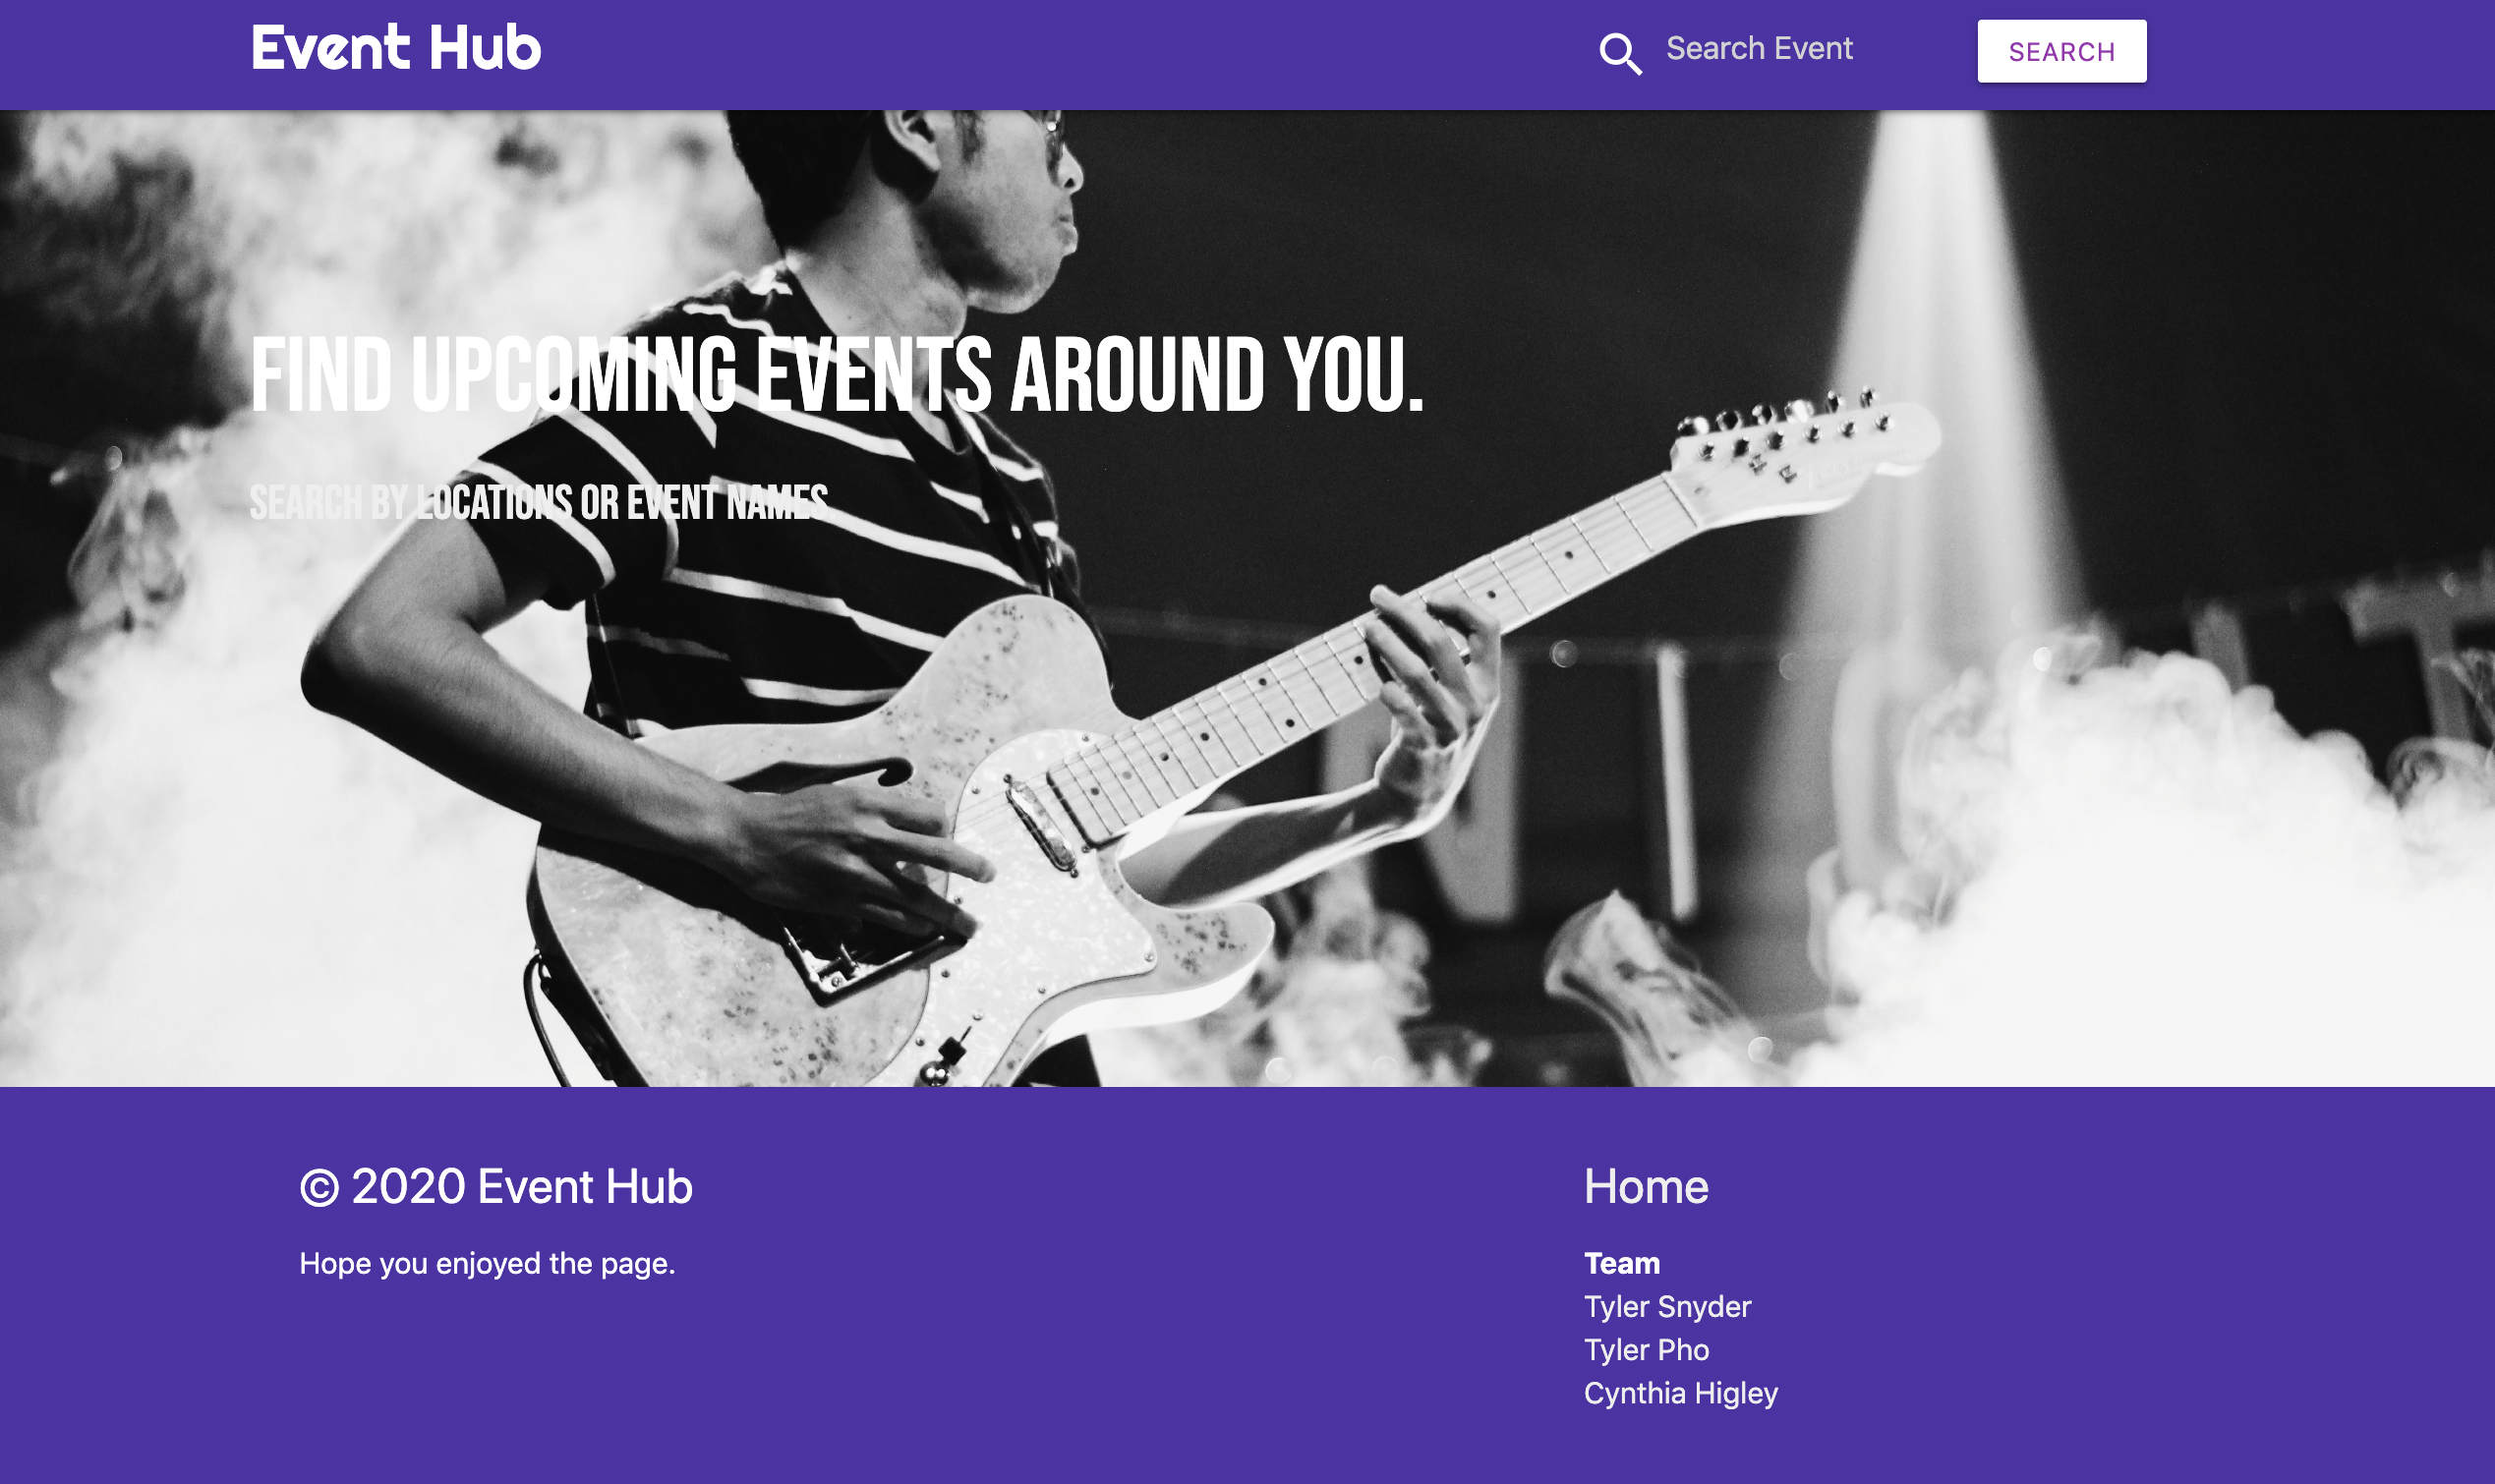 Event Hub
Search Event
SEARCH
FIND UPCOMING EVENTS AROUND YOU.
SEARCH BY LOCATIONS OR EVENT NAMES
© 2020 Event Hub
Hope you enjoyed the page.
Home
Team
Tyler Snyder
Tyler Pho
Cynthia Higley